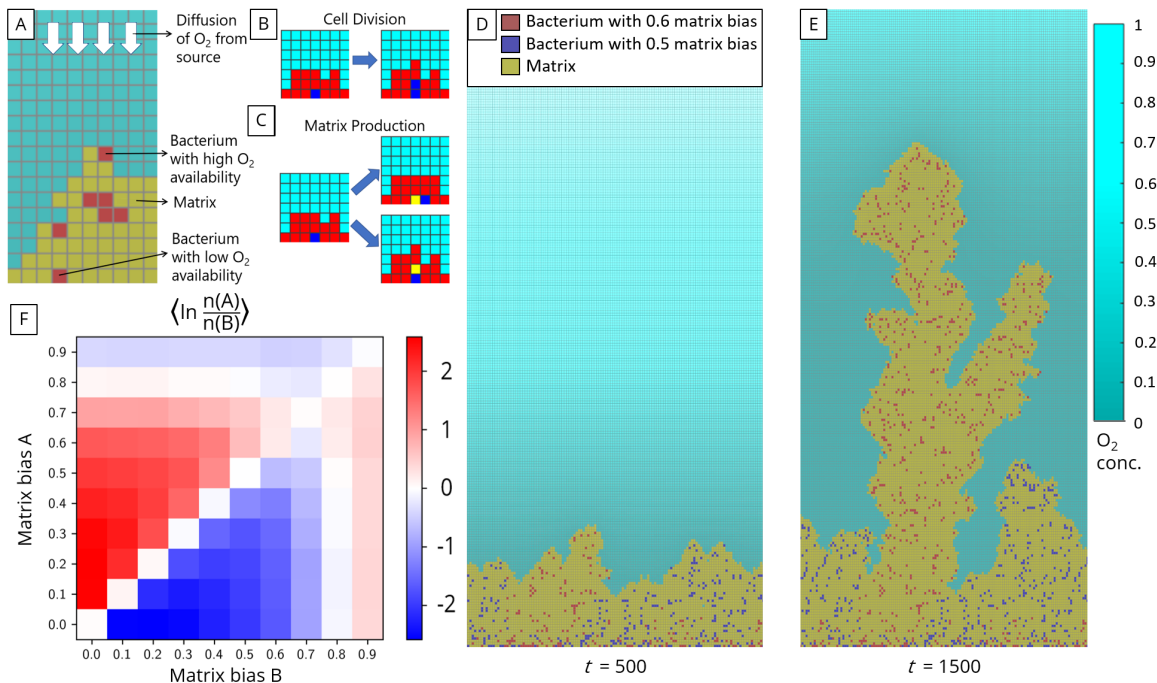 A
Diffusion
of O₂ from
source
Bacterium
with high O₂
availability
Matrix
Bacterium
with low O₂
availability
B
Cell Division
C
Matrix Production
D
Bacterium with 0.6 matrix bias
Bacterium with 0.5 matrix bias
Matrix
t = 500
E
t = 1500
1
0.9
0.8
0.7
0.6
0.5
0.4
0.3
0.2
0.1
0
O₂
conc.
F
⟨ln n(A)/n(B)⟩
Matrix bias A
0.9
0.8
0.7
0.6
0.5
0.4
0.3
0.2
0.1
0.0
0.0 0.1 0.2 0.3 0.4 0.5 0.6 0.7 0.8 0.9
Matrix bias B
2
1
0
-1
-2